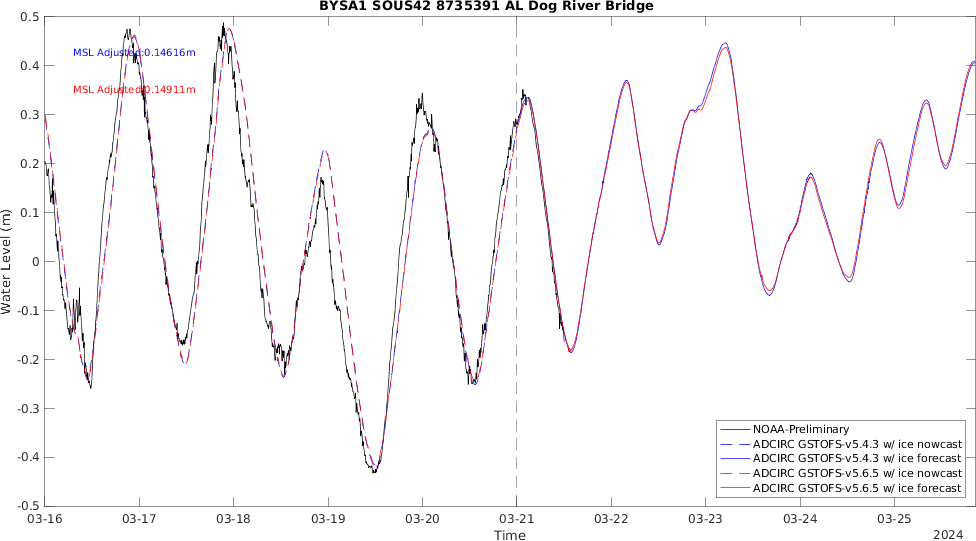 BYSA1 SOUS42 8735391 AL Dog River Bridge
0.5
0.4
0.3
0.2
0.1
0
-0.1
-0.2
-0.3
-0.4
-0.5
Water Level (m)
MSL Adjusted:0.14616m
MSL Adjusted:0.14911m
NOAA-Preliminary
ADCIRC GSTOFS-v5.4.3 w/ ice nowcast
ADCIRC GSTOFS-v5.4.3 w/ ice forecast
ADCIRC GSTOFS-v5.6.5 w/ ice nowcast
ADCIRC GSTOFS-v5.6.5 w/ ice forecast
03-16 03-17 03-18 03-19 03-20 03-21 03-22 03-23 03-24 03-25
Time
2024